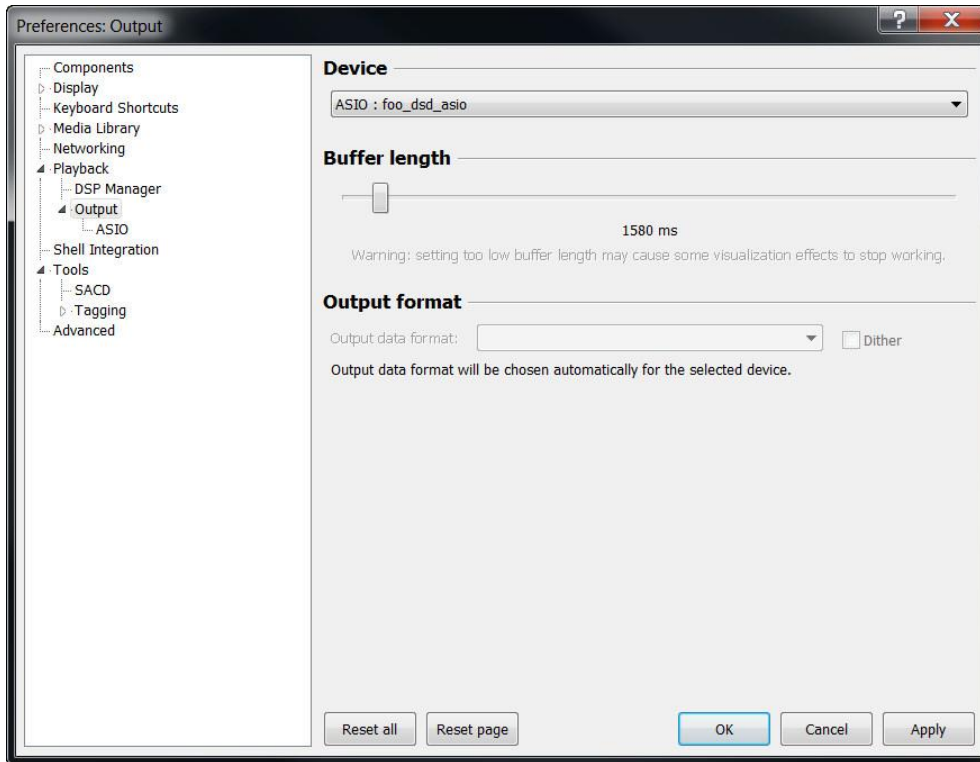 Preferences: Output
?
X
Components
Display
Keyboard Shortcuts
Media Library
Networking
Playback
DSP Manager
Output
ASIO
Shell Integration
Tools
SACD
Tagging
Advanced
Device
ASIO : foo_dsd_asio
Buffer length
1580 ms
Warning: setting too low buffer length may cause some visualization effects to stop working.
Output format
Output data format:
Dither
Output data format will be chosen automatically for the selected device.
Reset all
Reset page
OK
Cancel
Apply